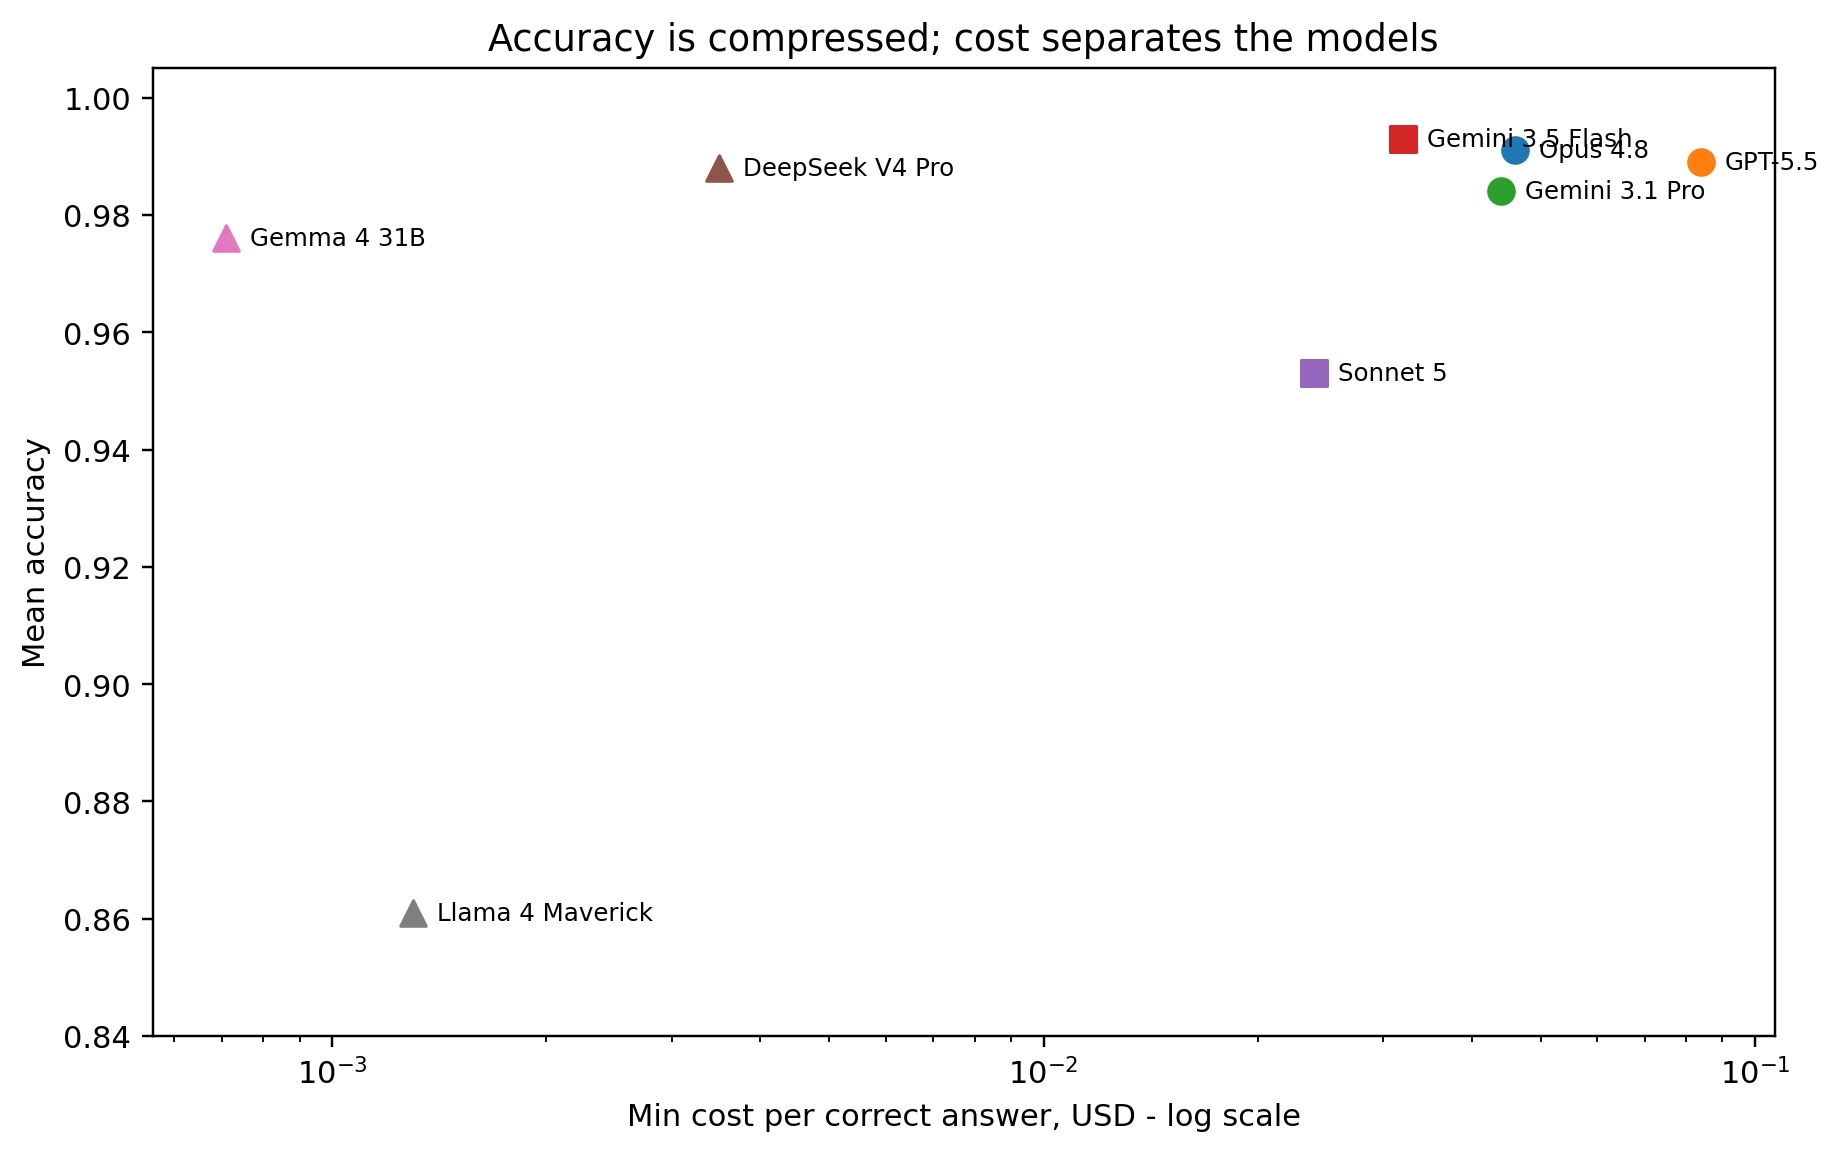 Accuracy is compressed; cost separates the models
1.00
0.98
0.96
0.94
0.92
0.90
0.88
0.86
0.84
Mean accuracy
Gemini 3.5 Flash
Opus 4.8
GPT-5.5
DeepSeek V4 Pro
Gemini 3.1 Pro
Gemma 4 31B
Sonnet 5
Llama 4 Maverick
10⁻³
10⁻²
10⁻¹
Min cost per correct answer, USD - log scale